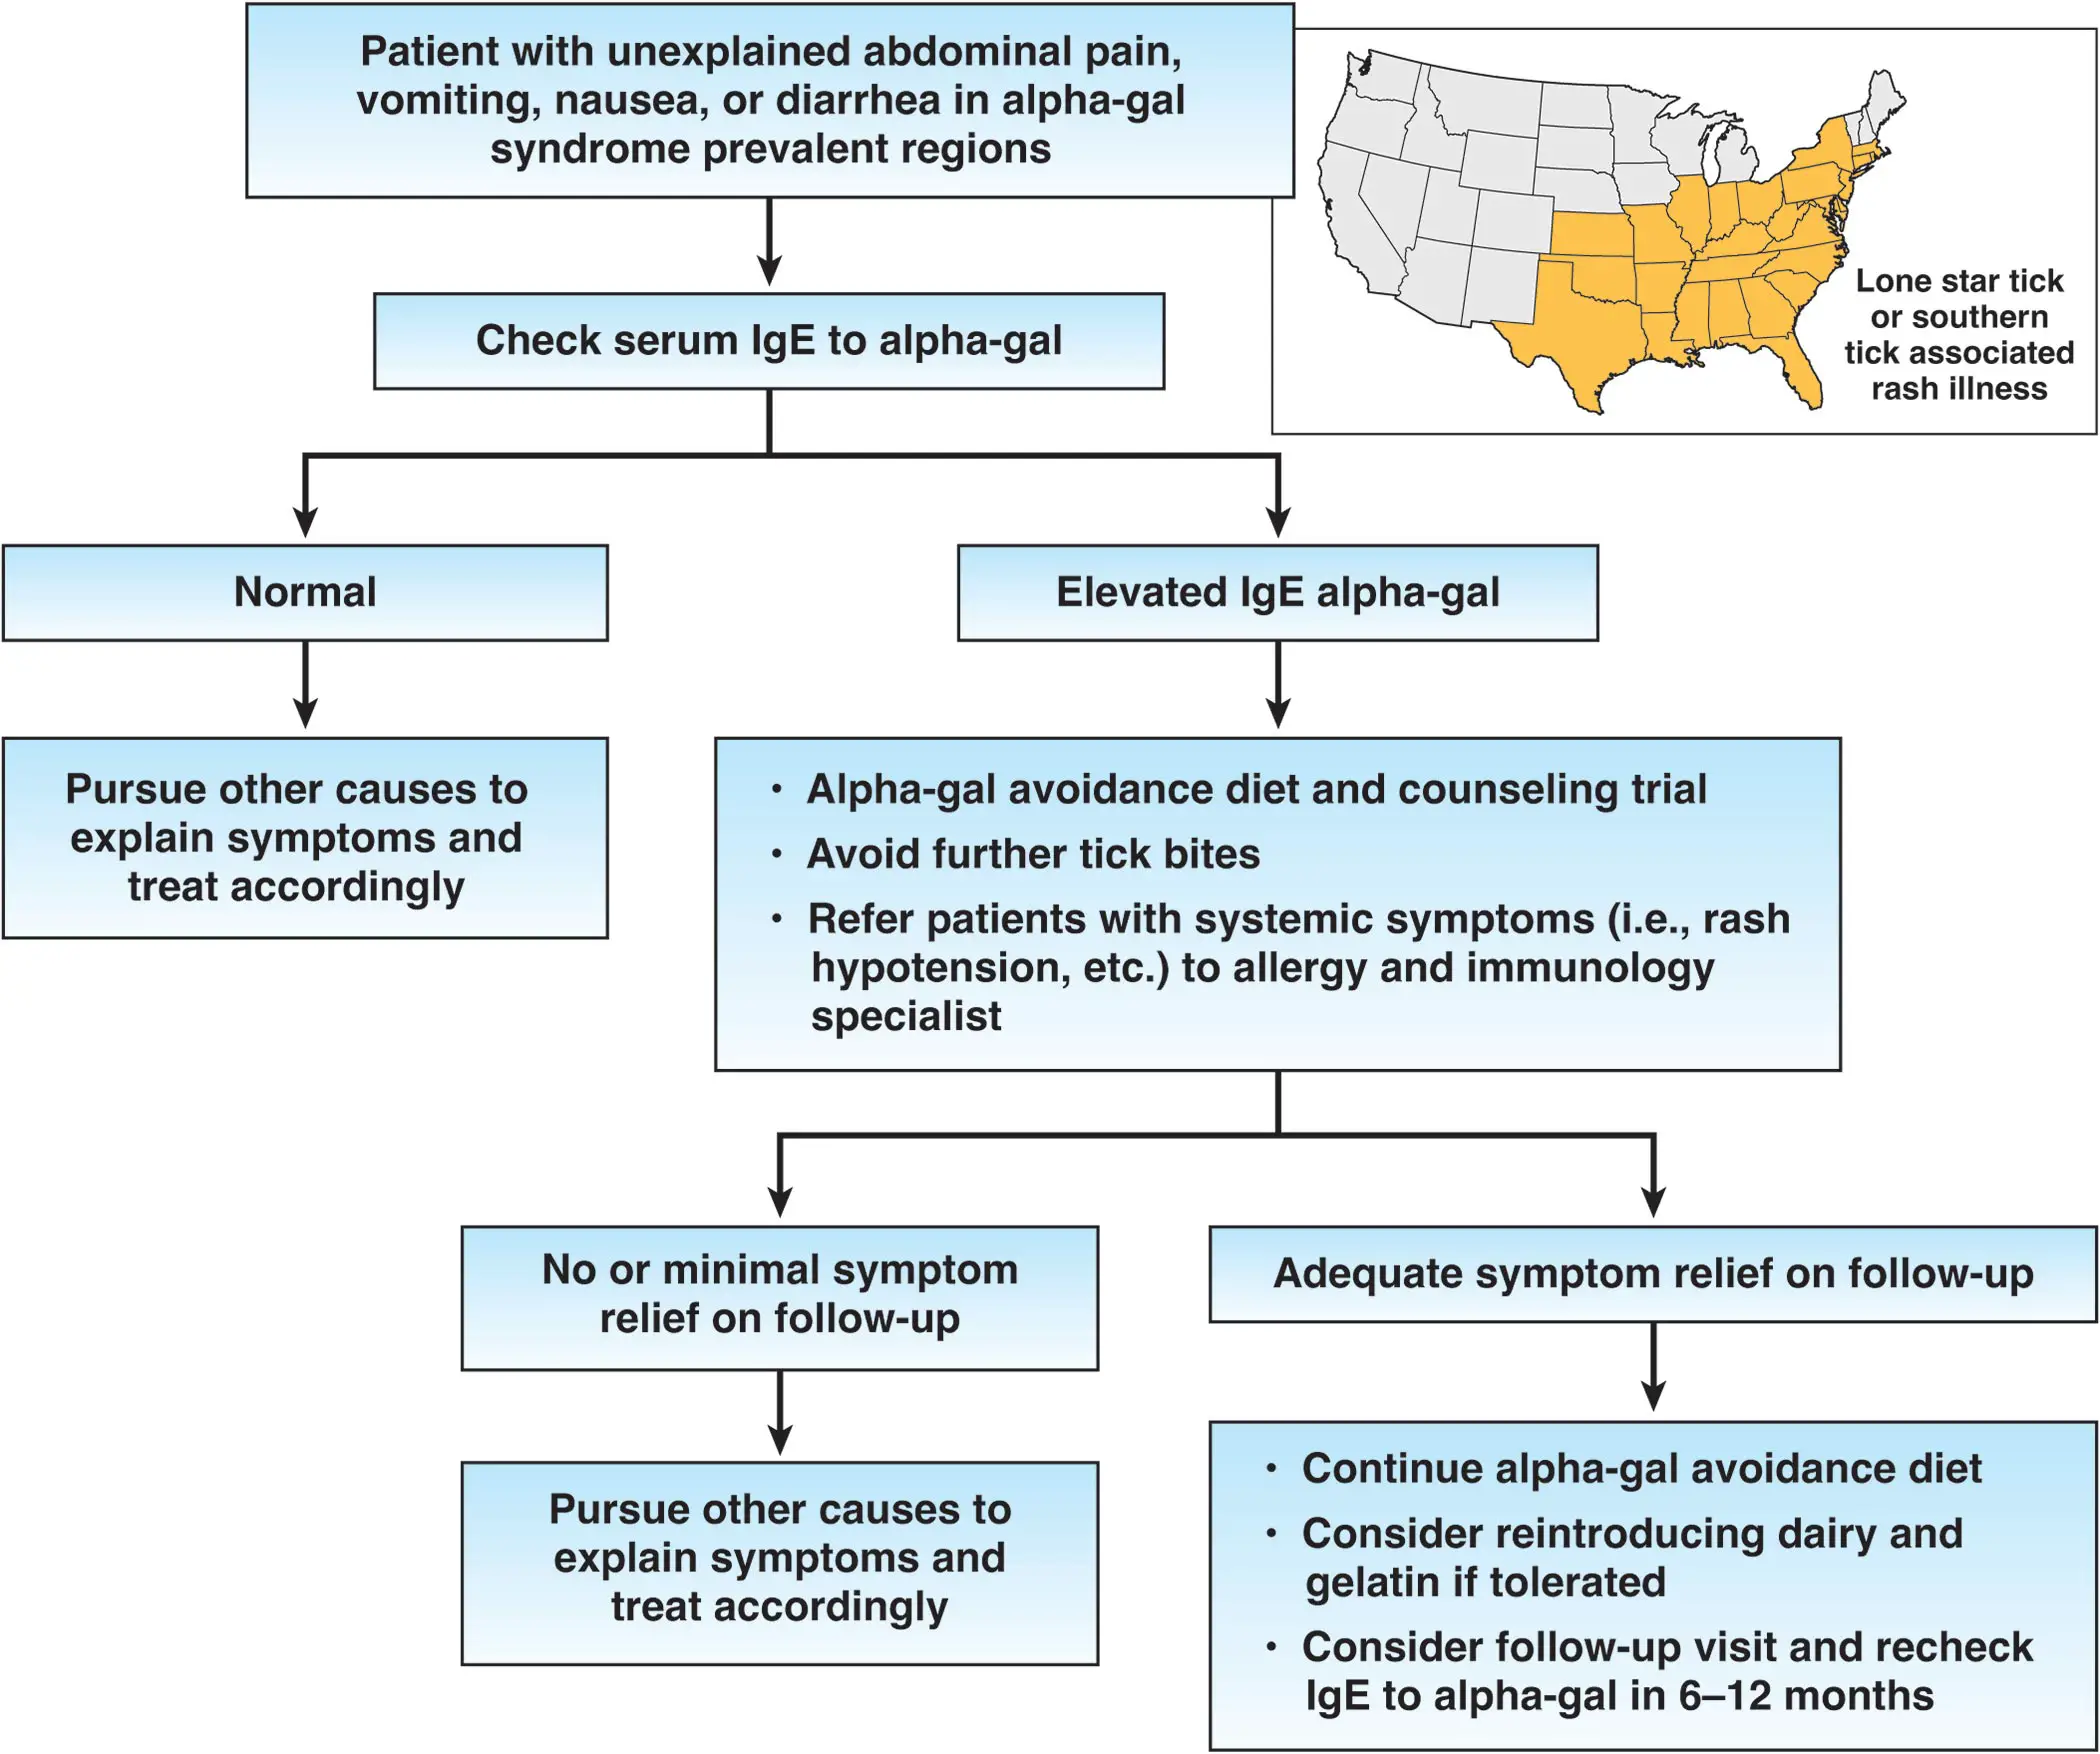 Patient with unexplained abdominal pain,
vomiting, nausea, or diarrhea in alpha-gal
syndrome prevalent regions
Lone star tick
or southern
tick associated
rash illness
Check serum IgE to alpha-gal
Normal
Elevated IgE alpha-gal
Pursue other causes to
explain symptoms and
treat accordingly
• Alpha-gal avoidance diet and counseling trial
• Avoid further tick bites
• Refer patients with systemic symptoms (i.e., rash
hypotension, etc.) to allergy and immunology
specialist
No or minimal symptom
relief on follow-up
Adequate symptom relief on follow-up
Pursue other causes to
explain symptoms and
treat accordingly
• Continue alpha-gal avoidance diet
• Consider reintroducing dairy and
gelatin if tolerated
• Consider follow-up visit and recheck
IgE to alpha-gal in 6–12 months